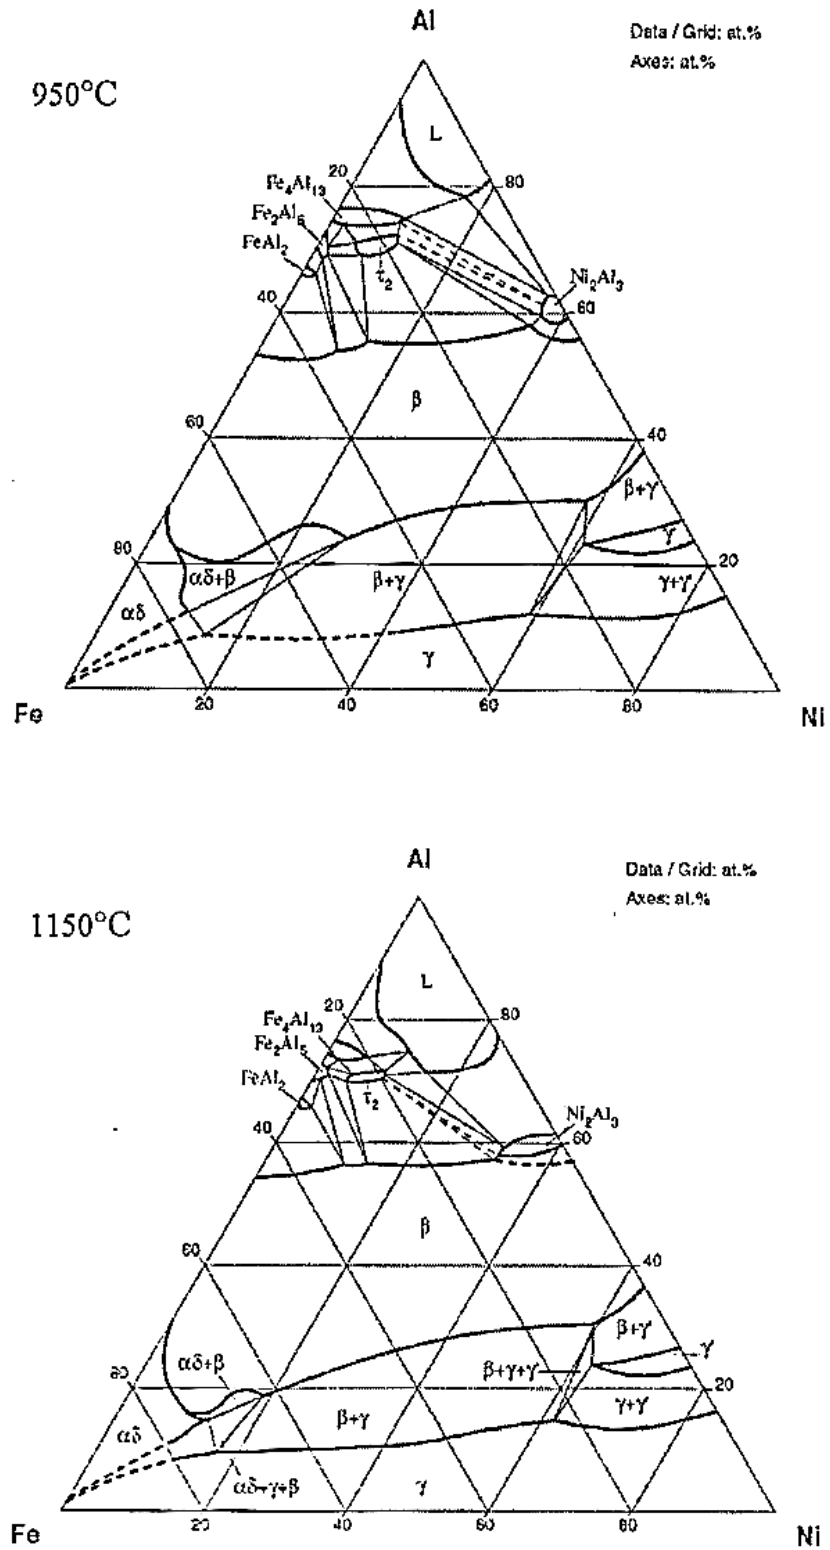 Al
Data / Grid: at.%
Axes: at.%
950°C
L
20
80
Fe₄Al₁₃
Fe₂Al₅
FeAl₂
τ₂
Ni₂Al₃
40
60
β
60
40
β+γ'
γ'
80
αδ+β
β+γ
20
γ+γ'
αδ
γ
Fe
20
40
60
80
Ni
Al
Data / Grid: at.%
Axes: at.%
1150°C
L
20
80
Fe₄Al₁₃
Fe₂Al₅
FeAl₂
τ₂
Ni₂Al₃
40
60
β
60
40
β+γ'
αδ+β
γ'
β+γ+γ'
80
20
β+γ
γ+γ'
αδ
αδ+γ+β
γ
Fe
20
40
60
80
Ni